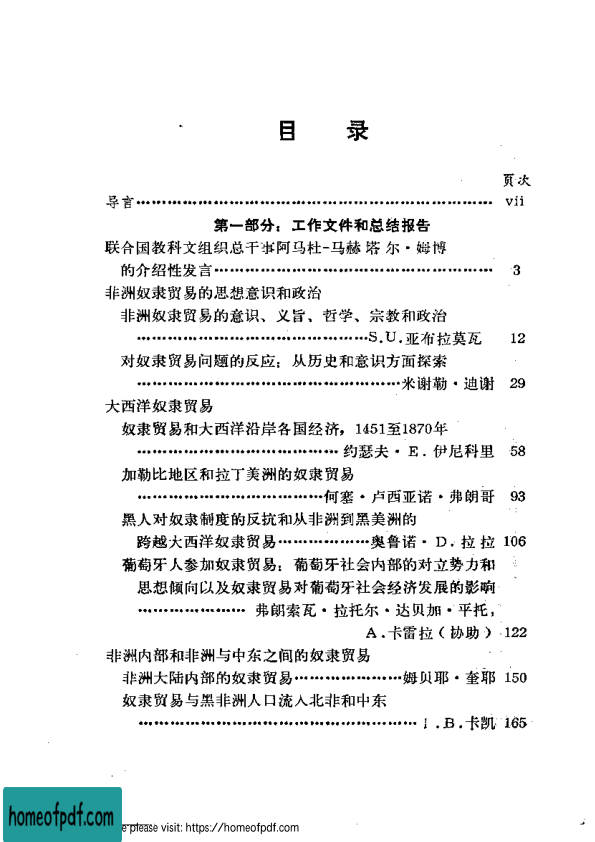 目 录
頁次
导言…………………………………………………………… vii
第一部分：工作文件和总结报告
联合国教科文组织总干事阿马杜-马赫塔尔·姆博
的介绍性发言……………………………………………… 3
非洲奴隶贸易的思想意识和政治
非洲奴隶贸易的意识、义旨、哲学、宗教和政治
………………………………………S.U.亚布拉莫瓦 12
对奴隶贸易问题的反应：从历史和意识方面探索
……………………………………………米谢勒·迪谢 29
大西洋奴隶贸易
奴隶贸易和大西洋沿岸各国经济，1451至1870年
…………………………………约瑟夫·E.伊尼科里 58
加勒比地区和拉丁美洲的奴隶贸易
………………………………何塞·卢西亚诺·弗朗哥 93
黑人对奴隶制度的反抗和从非洲到黑美洲的
跨越大西洋奴隶贸易………………奥鲁诺·D.拉拉 106
葡萄牙人参加奴隶贸易：葡萄牙社会内部的对立势力和
思想倾向以及奴隶贸易对葡萄牙社会经济发展的影响
………………… 弗朗索瓦·拉托尔·达贝加·平托，
A.卡雷拉（协助） 122
非洲内部和非洲与中东之间的奴隶贸易
非洲大陆内部的奴隶贸易…………………姆贝耶·奎耶 150
奴隶贸易与黑非洲人口流入北非和中东
………………………………………………I.B.卡凯 165
homeofpdf.com
please visit: https://homeofpdf.com